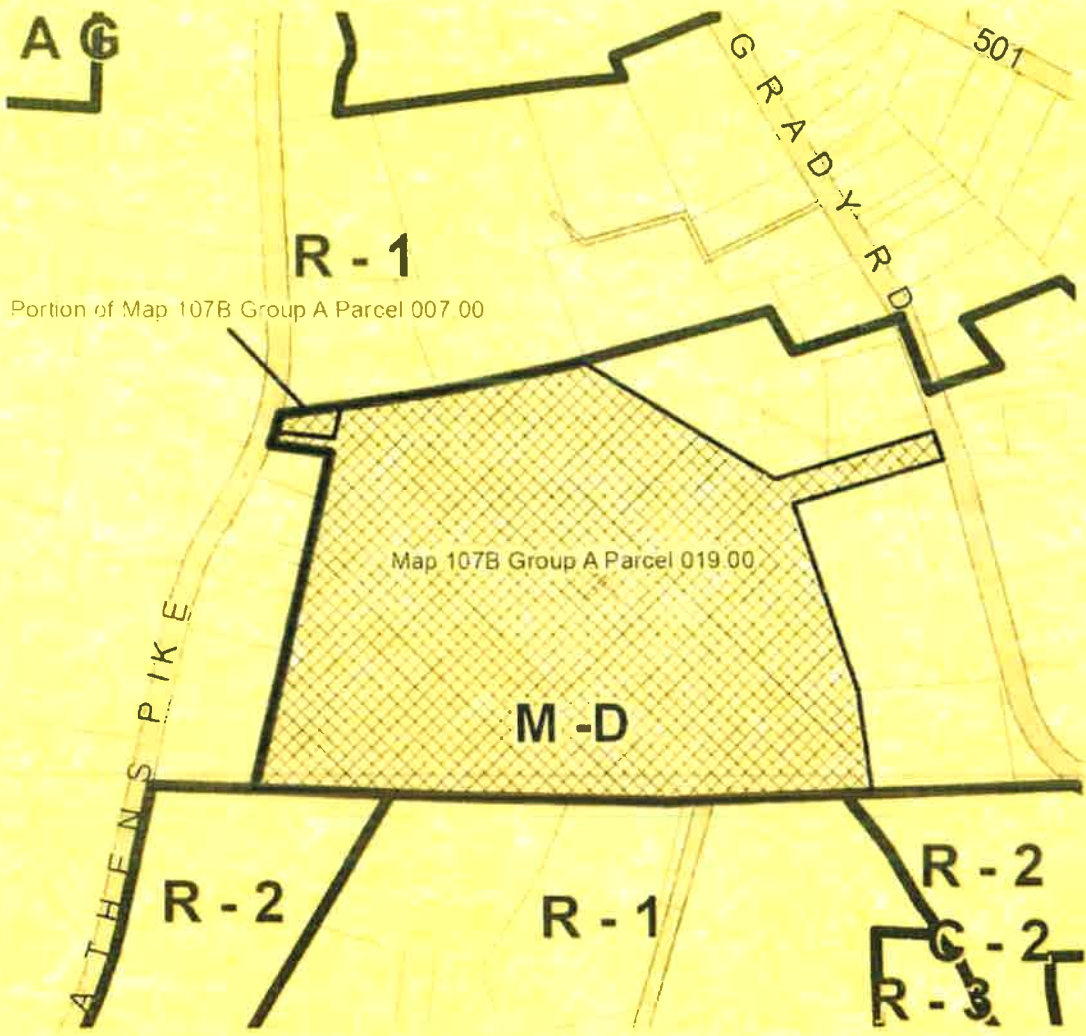 A G
501
GRADY RD
R - 1
Portion of Map 107B Group A Parcel 007.00
Map 107B Group A Parcel 019.00
M -D
ATHENS PIKE
R - 2
R - 1
R - 2
C - 2
R - 3